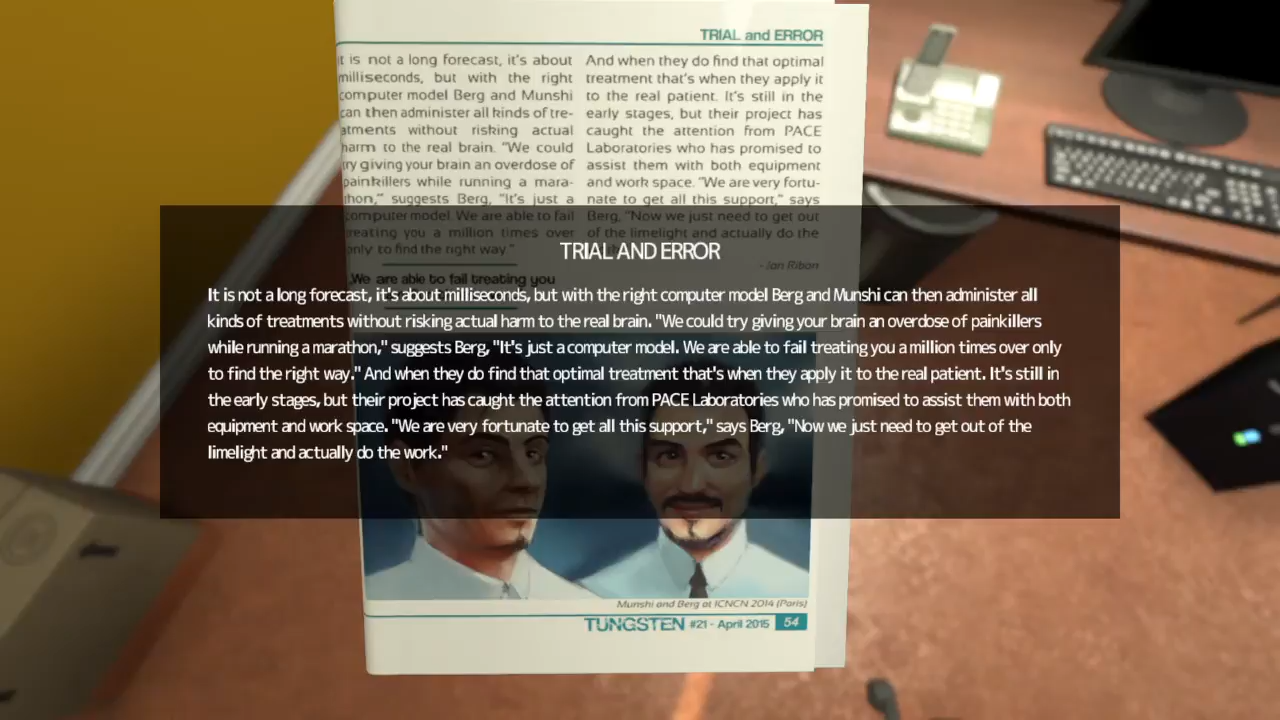 TRIAL and ERROR
it is not a long forecast, it's about
milliseconds, but with the right
computer model Berg and Munshi
can then administer all kinds of tre-
atments without risking actual
harm to the real brain. "We could
try giving your brain an overdose of
painkillers while running a mara-
thon," suggests Berg, "It's just a
computer model. We are able to fail
treating you a million times over
only to find the right way."
We are able to fail treating you
And when they do find that optimal
treatment that's when they apply it
to the real patient. It's still in the
early stages, but their project has
caught the attention from PACE
Laboratories who has promised to
assist them with both equipment
and work space. "We are very fortu-
nate to get all this support," says
Berg, "Now we just need to get out
of the limelight and actually do the
- Jan Ribon
TRIAL AND ERROR
It is not a long forecast, it's about milliseconds, but with the right computer model Berg and Munshi can then administer all
kinds of treatments without risking actual harm to the real brain. "We could try giving your brain an overdose of painkillers
while running a marathon," suggests Berg, "It's just a computer model. We are able to fail treating you a million times over only
to find the right way." And when they do find that optimal treatment that's when they apply it to the real patient. It's still in
the early stages, but their project has caught the attention from PACE Laboratories who has promised to assist them with both
equipment and work space. "We are very fortunate to get all this support," says Berg, "Now we just need to get out of the
limelight and actually do the work."
Munshi and Berg at ICNCN 2014 (Paris)
TUNGSTEN #21 - April 2015 54